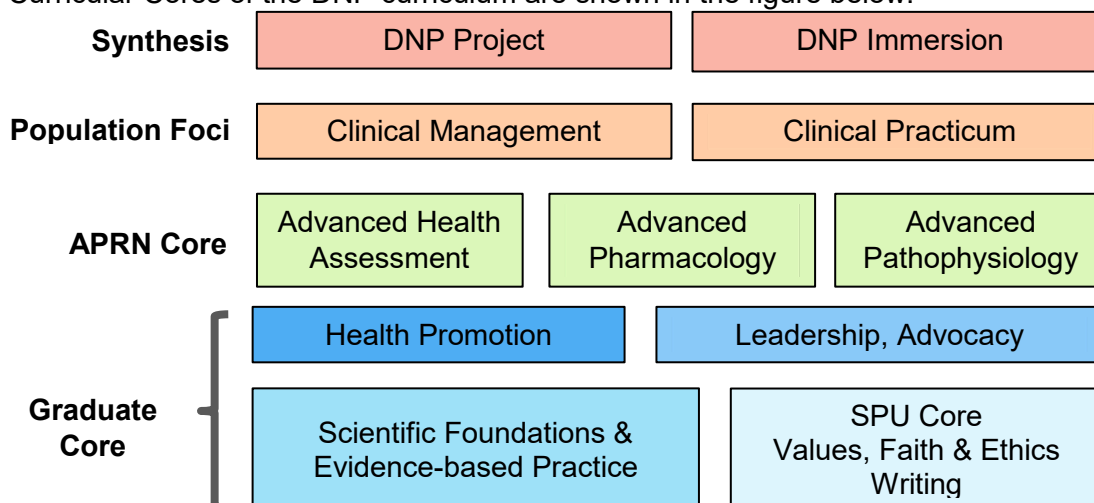 Curricular Cores of the DNP curriculum are shown in the figure below.
Synthesis
DNP Project
DNP Immersion
Population Foci
Clinical Management
Clinical Practicum
APRN Core
Advanced Health
Assessment
Advanced
Pharmacology
Advanced
Pathophysiology
Graduate
Core
Health Promotion
Leadership, Advocacy
Scientific Foundations &
Evidence-based Practice
SPU Core
Values, Faith & Ethics
Writing